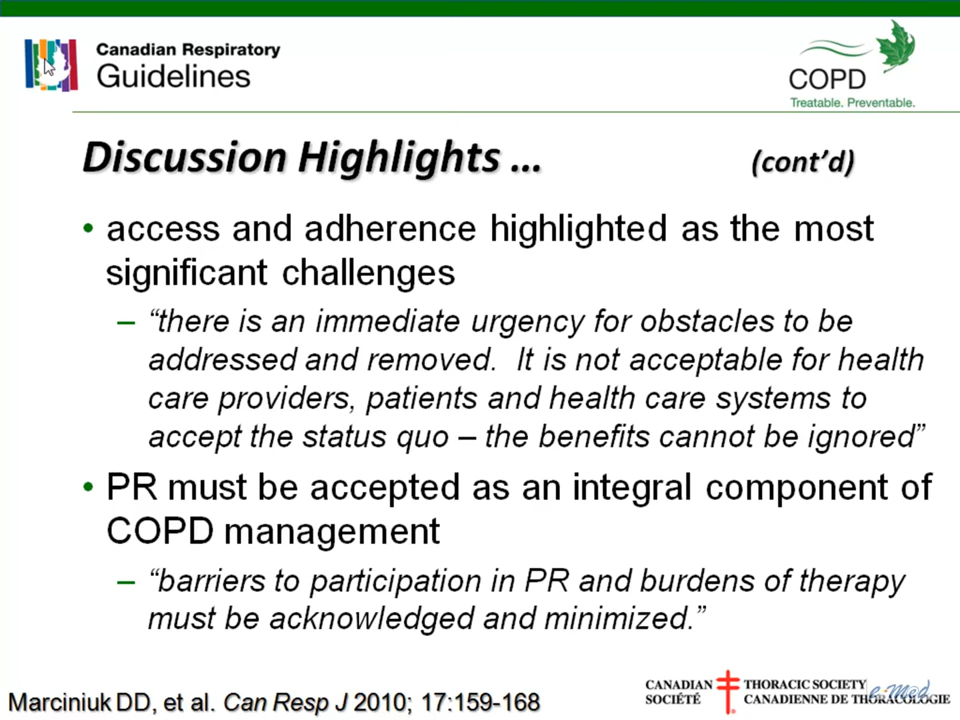 Canadian Respiratory
Guidelines
COPD
Treatable. Preventable.
Discussion Highlights ... (cont’d)
• access and adherence highlighted as the most
significant challenges
– “there is an immediate urgency for obstacles to be
addressed and removed. It is not acceptable for health
care providers, patients and health care systems to
accept the status quo – the benefits cannot be ignored”
• PR must be accepted as an integral component of
COPD management
– “barriers to participation in PR and burdens of therapy
must be acknowledged and minimized.”
Marciniuk DD, et al. Can Resp J 2010; 17:159-168
CANADIAN THORACIC SOCIETY
SOCIÉTÉ CANADIENNE DE THORACOLOGIE
e-Med